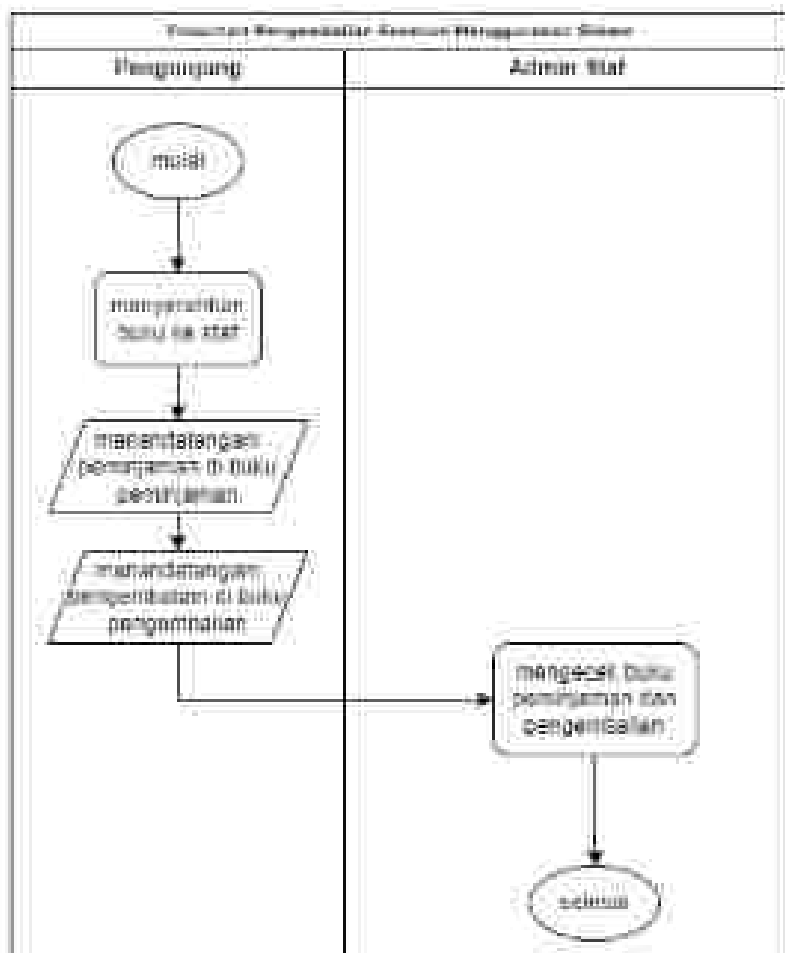 Pengunjung
Admin Staf
mulai
menyerahkan
buku ke staf
menandatangani
peminjaman di buku
peminjaman
menandatangani
pengembalian di buku
pengembalian
mengecek buku
peminjaman dan
pengembalian
selesai